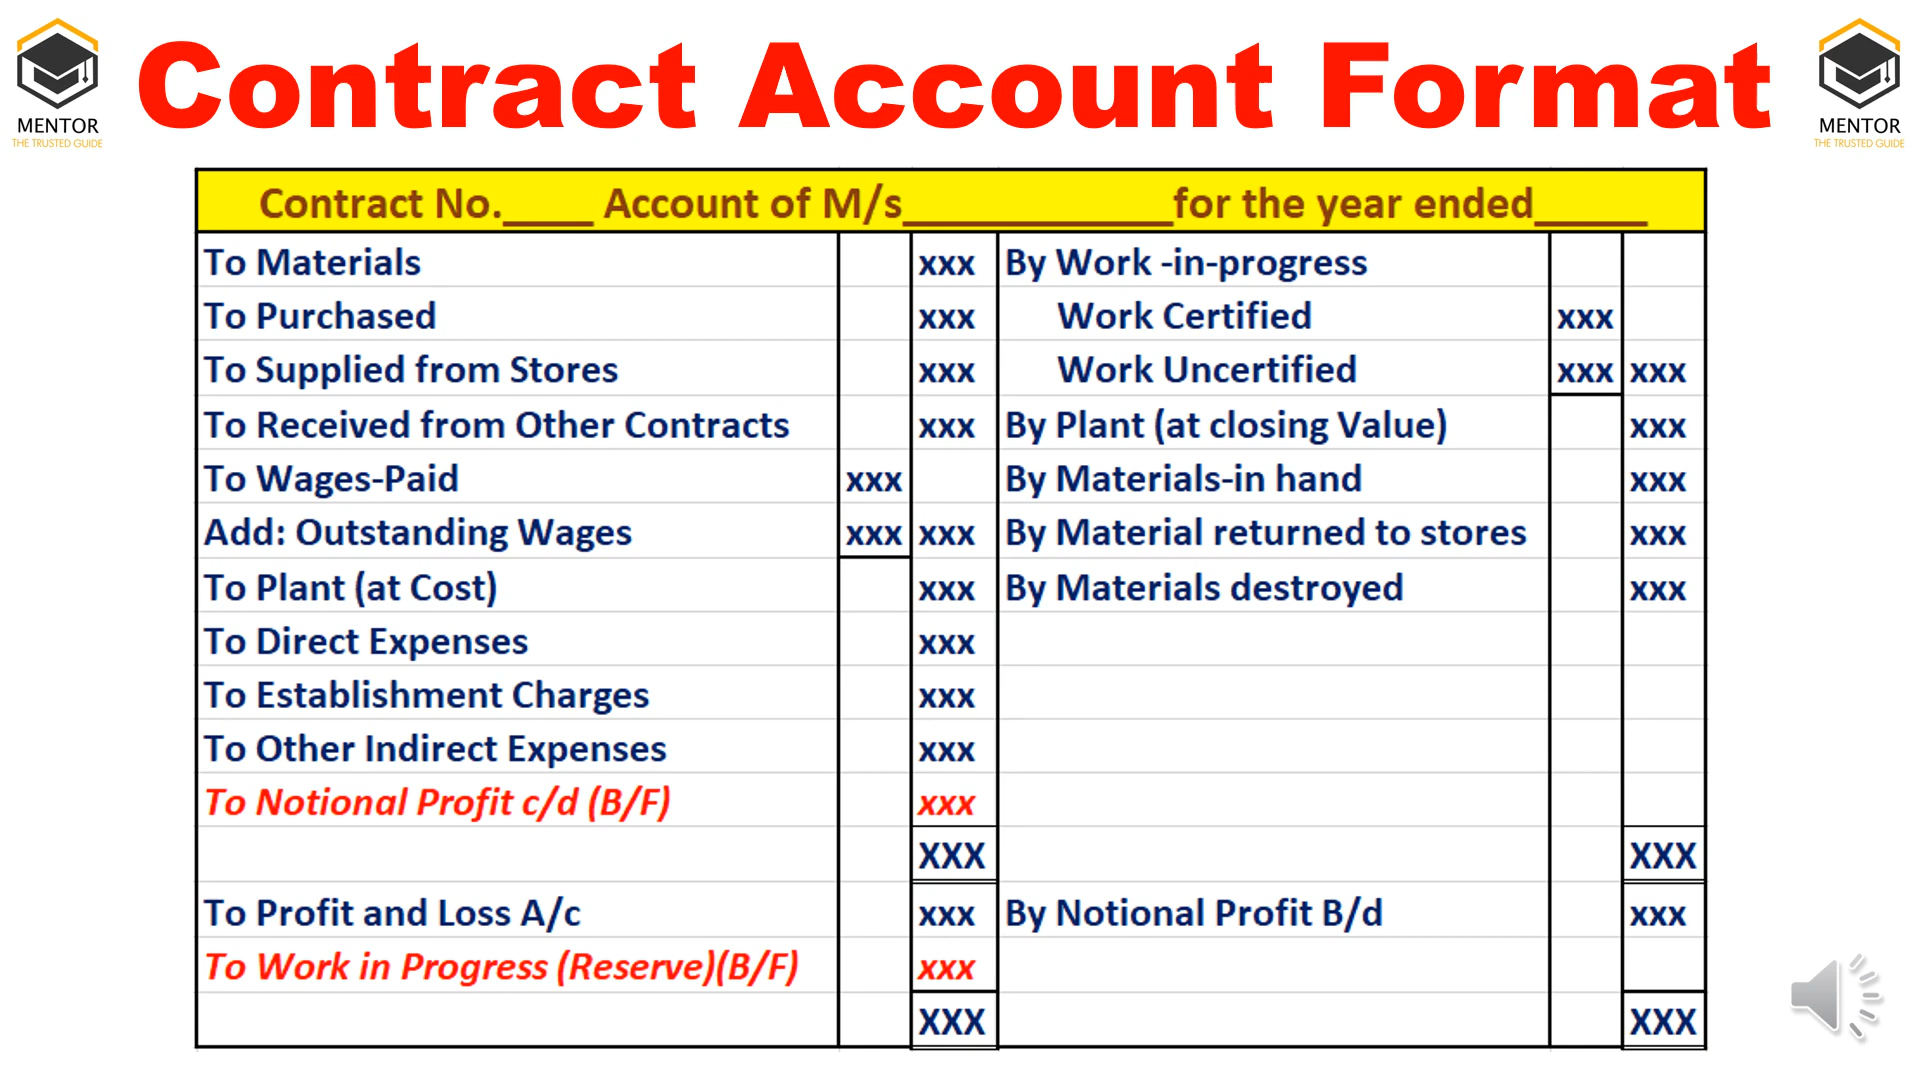 MENTOR
THE TRUSTED GUIDE
Contract Account Format
MENTOR
THE TRUSTED GUIDE
Contract No.____ Account of M/s____________for the year ended_____
To Materials xxx By Work -in-progress
To Purchased xxx Work Certified xxx
To Supplied from Stores xxx Work Uncertified xxx xxx
To Received from Other Contracts xxx By Plant (at closing Value) xxx
To Wages-Paid xxx By Materials-in hand xxx
Add: Outstanding Wages xxx xxx By Material returned to stores xxx
To Plant (at Cost) xxx By Materials destroyed xxx
To Direct Expenses xxx
To Establishment Charges xxx
To Other Indirect Expenses xxx
To Notional Profit c/d (B/F) xxx
XXX XXX
To Profit and Loss A/c xxx By Notional Profit B/d xxx
To Work in Progress (Reserve)(B/F) xxx
XXX XXX